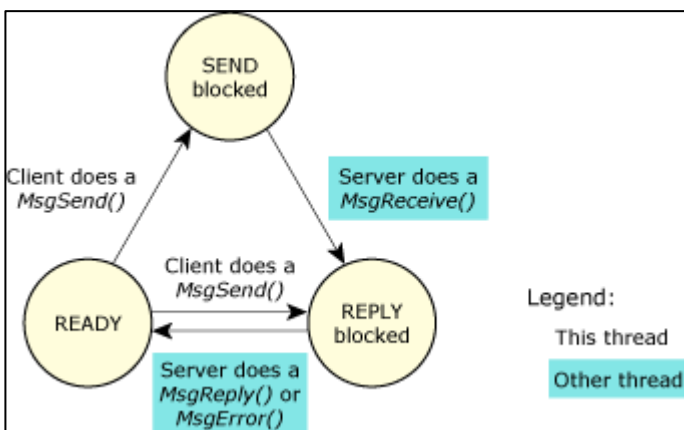 SEND
blocked
Client does a
MsgSend()
Server does a
MsgReceive()
Client does a
MsgSend()
READY
REPLY
blocked
Server does a
MsgReply() or
MsgError()
Legend:
This thread
Other thread